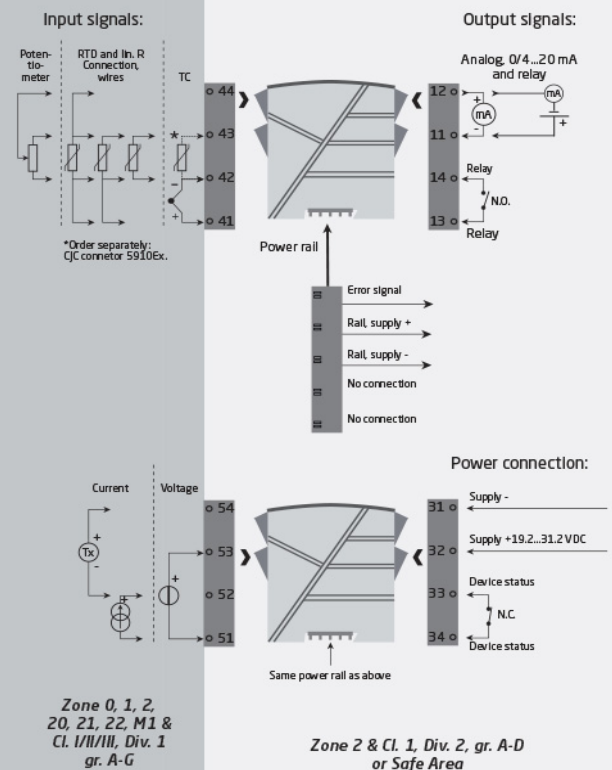 Input signals:
Output signals:
Poten-
tio-
meter
RTD and lin. R
Connection,
wires
TC
Analog, 0/4...20 mA
and relay
44
43
42
41
*
−
+
*Order separately:
CJC connetor 5910Ex.
12
11
14
13
+
mA
-
mA
+
Relay
N.O.
Relay
Power rail
Error signal
Rail, supply +
Rail, supply -
No connection
No connection
Power connection:
Current
Voltage
54
53
52
51
+
Tx
-
+
+
31
32
33
34
Supply -
Supply +19.2...31.2 VDC
Device status
N.C.
Device status
Same power rail as above
Zone 0, 1, 2,
20, 21, 22, M1 &
Cl. I/II/III, Div. 1
gr. A-G
Zone 2 & Cl. 1, Div. 2, gr. A-D
or Safe Area